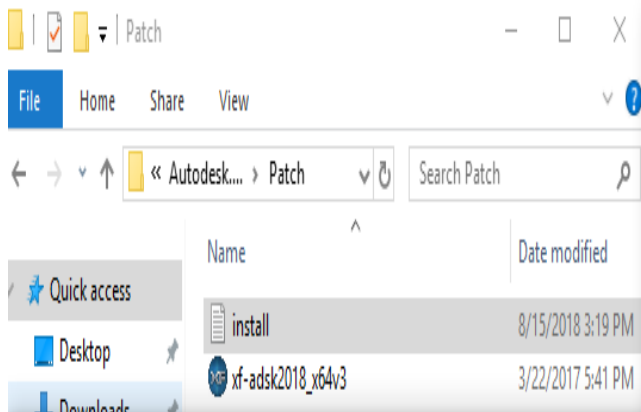 Patch
File Home Share View
« Autodesk.... › Patch Search Patch
Name Date modified
Quick access
install 8/15/2018 3:19 PM
Desktop
xf-adsk2018_x64v3 3/22/2017 5:41 PM
Downloads